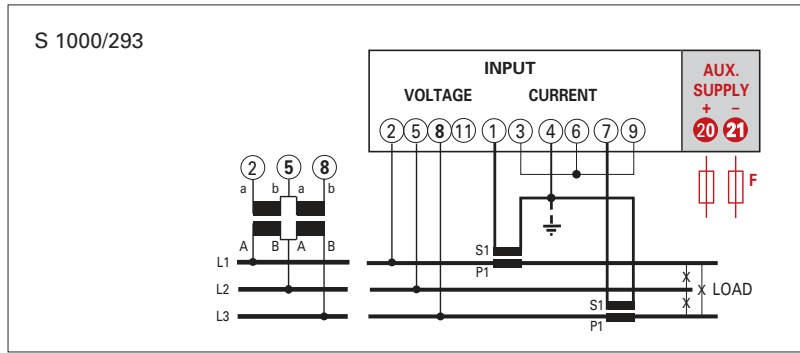 S 1000/293
INPUT
AUX.
SUPPLY
VOLTAGE CURRENT
+ −
2 5 8 11 1 3 4 6 7 9 20 21
2 5 8
a b a b
F
A B A B
S1
P1
L1
L2
L3
S1
P1
X
X X LOAD
X